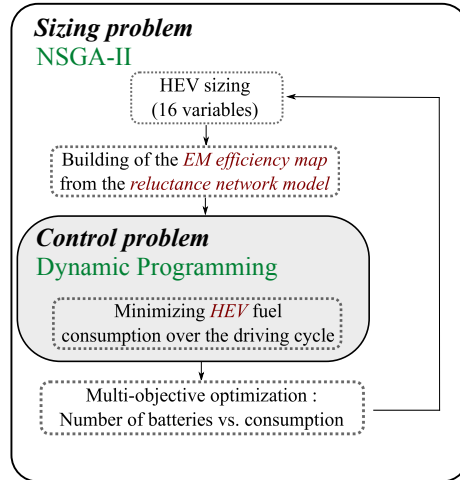 Sizing problem
NSGA-II
HEV sizing
(16 variables)
Building of the EM efficiency map
from the reluctance network model
Control problem
Dynamic Programming
Minimizing HEV fuel
consumption over the driving cycle
Multi-objective optimization :
Number of batteries vs. consumption